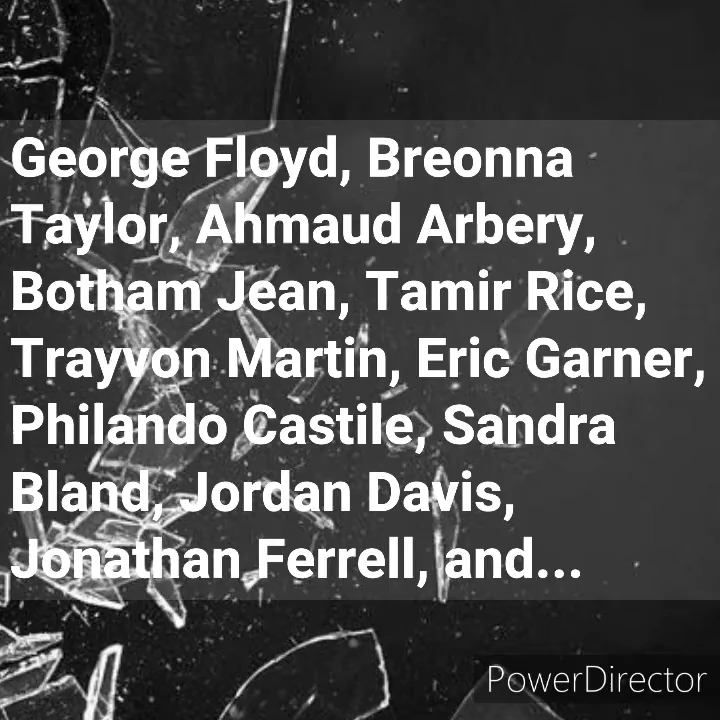 George Floyd, Breonna
Taylor, Ahmaud Arbery,
Botham Jean, Tamir Rice,
Trayvon Martin, Eric Garner,
Philando Castile, Sandra
Bland, Jordan Davis,
Jonathan Ferrell, and...
PowerDirector